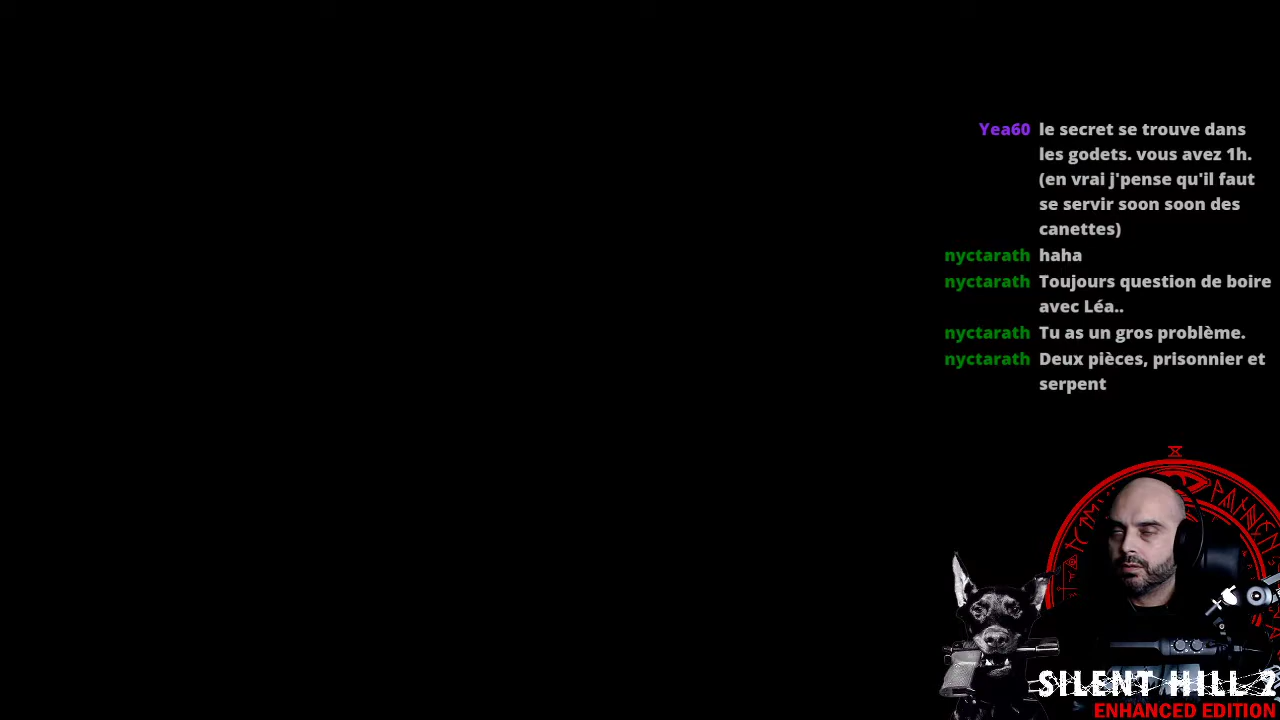 Yea60 le secret se trouve dans
les godets. vous avez 1h.
(en vrai j'pense qu'il faut
se servir soon soon des
canettes)
nyctarath haha
nyctarath Toujours question de boire
avec Léa..
nyctarath Tu as un gros problème.
nyctarath Deux pièces, prisonnier et
serpent
SILENT HILL 2
ENHANCED EDITION